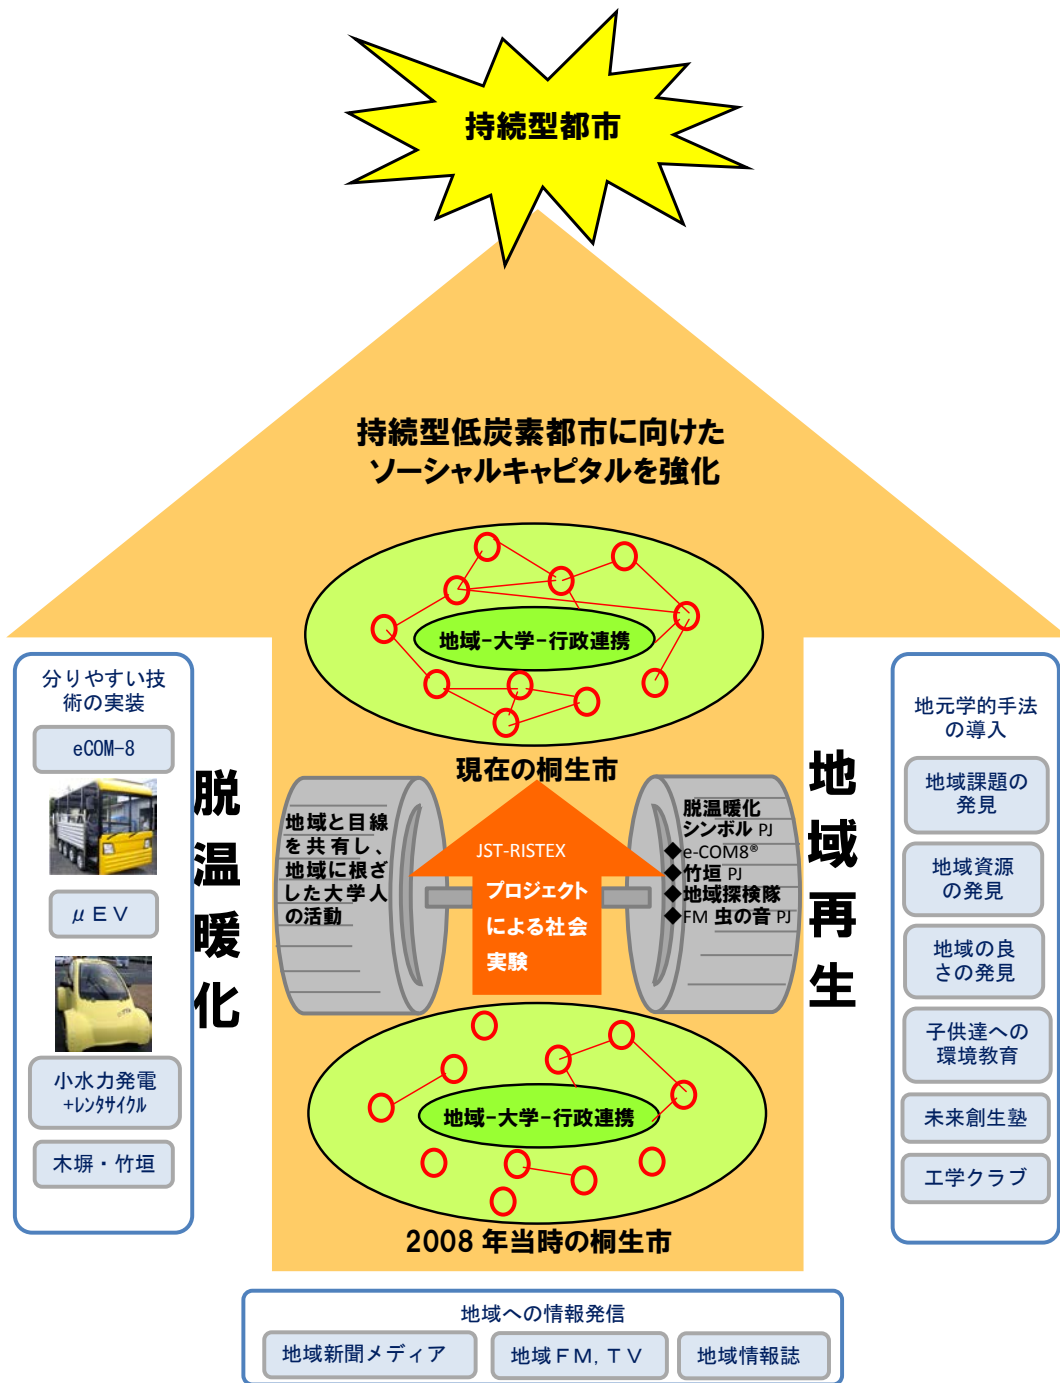 持続型都市
持続型低炭素都市に向けた
ソーシャルキャピタルを強化
地域-大学-行政連携
現在の桐生市
分りやすい技
術の実装
eCOM-8
μＥＶ
小水力発電
+ﾚﾝﾀｻｲｸﾙ
木塀・竹垣
脱温暖化
地域と目線
を共有し、
地域に根ざ
した大学人
の活動
JST-RISTEX
プロジェクト
による社会
実験
脱温暖化
シンボル PJ
◆e-COM8®
◆竹垣 PJ
◆地域探検隊
◆FM 虫の音 PJ
地域再生
地元学的手法
の導入
地域課題の
発見
地域資源
の発見
地域の良
さの発見
子供達への
環境教育
未来創生塾
工学クラブ
地域-大学-行政連携
2008 年当時の桐生市
地域への情報発信
地域新聞メディア
地域ＦＭ，ＴＶ
地域情報誌